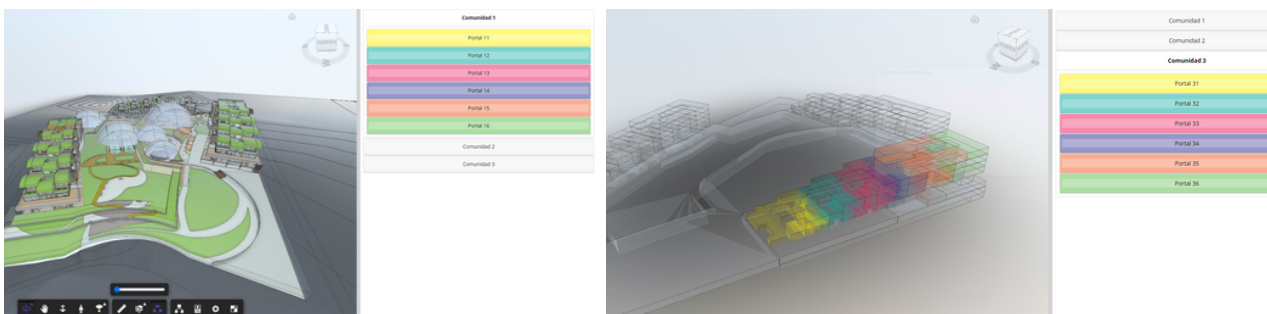 Comunidad 1
Portal 11
Portal 12
Portal 13
Portal 14
Portal 15
Portal 16
Comunidad 2
Comunidad 3
Comunidad 1
Comunidad 2
Comunidad 3
Portal 31
Portal 32
Portal 33
Portal 34
Portal 35
Portal 36